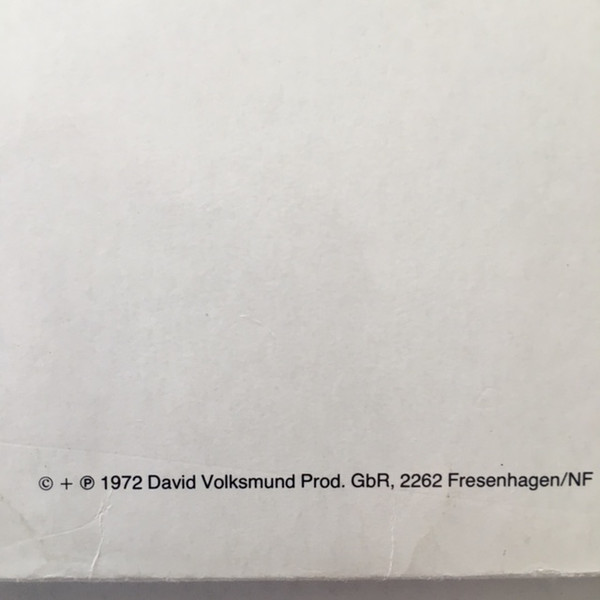 © + ℗ 1972 David Volksmund Prod. GbR, 2262 Fresenhagen/NF